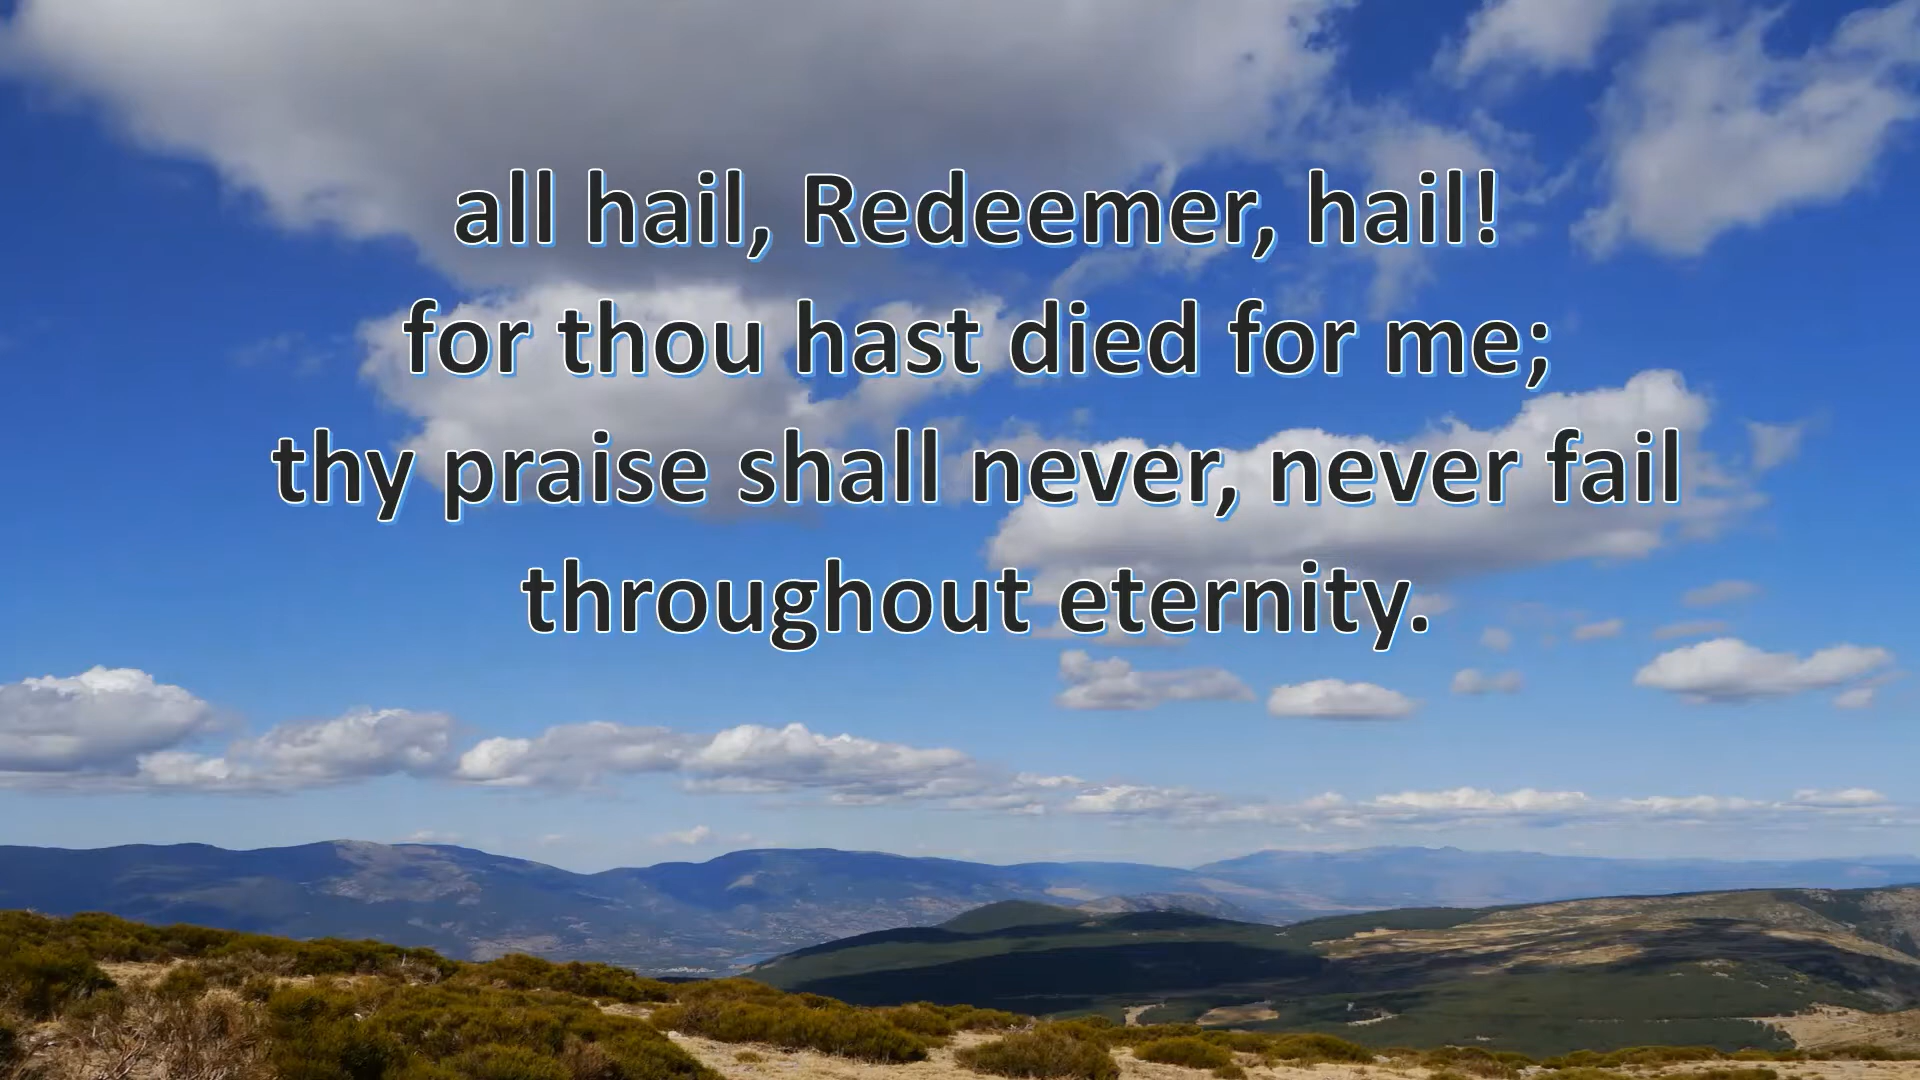 all hail, Redeemer, hail!
for thou hast died for me;
thy praise shall never, never fail
throughout eternity.